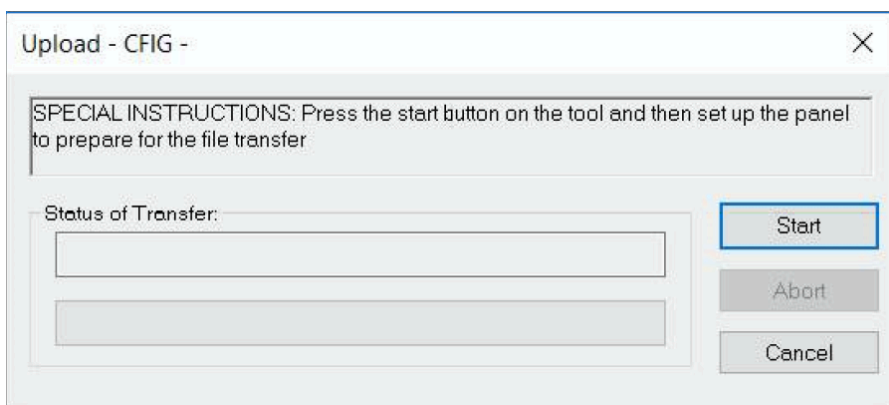 Upload - CFIG -
SPECIAL INSTRUCTIONS: Press the start button on the tool and then set up the panel
to prepare for the file transfer
Status of Transfer:
Start
Abort
Cancel